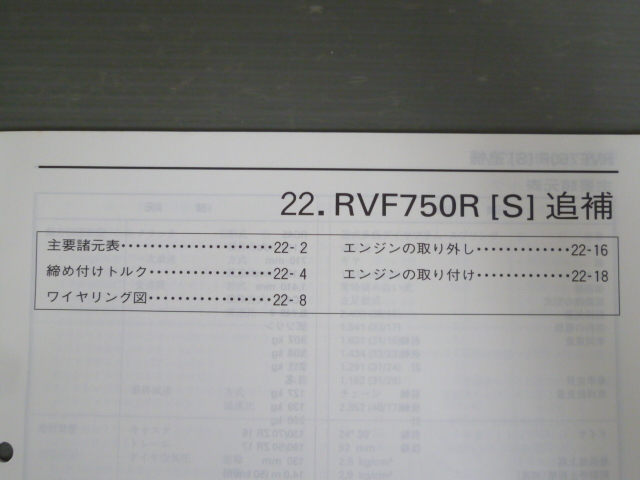 22. RVF750R [S] 追補
主要諸元表······················22- 2
締め付けトルク··················22- 4
ワイヤリング図··················22- 8
エンジンの取り外し··············22-16
エンジンの取り付け··············22-18